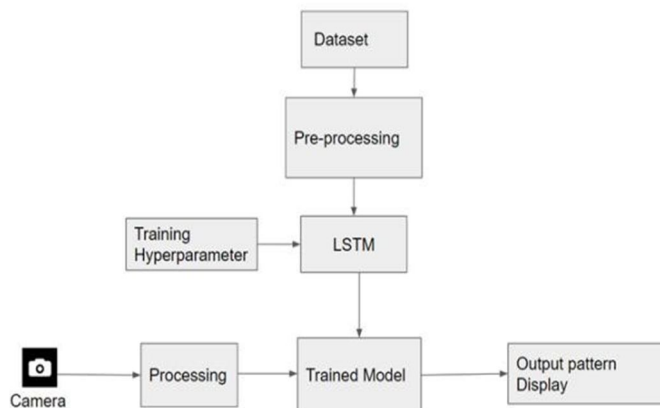 Dataset
Pre-processing
Training
Hyperparameter
LSTM
Camera
Processing
Trained Model
Output pattern
Display